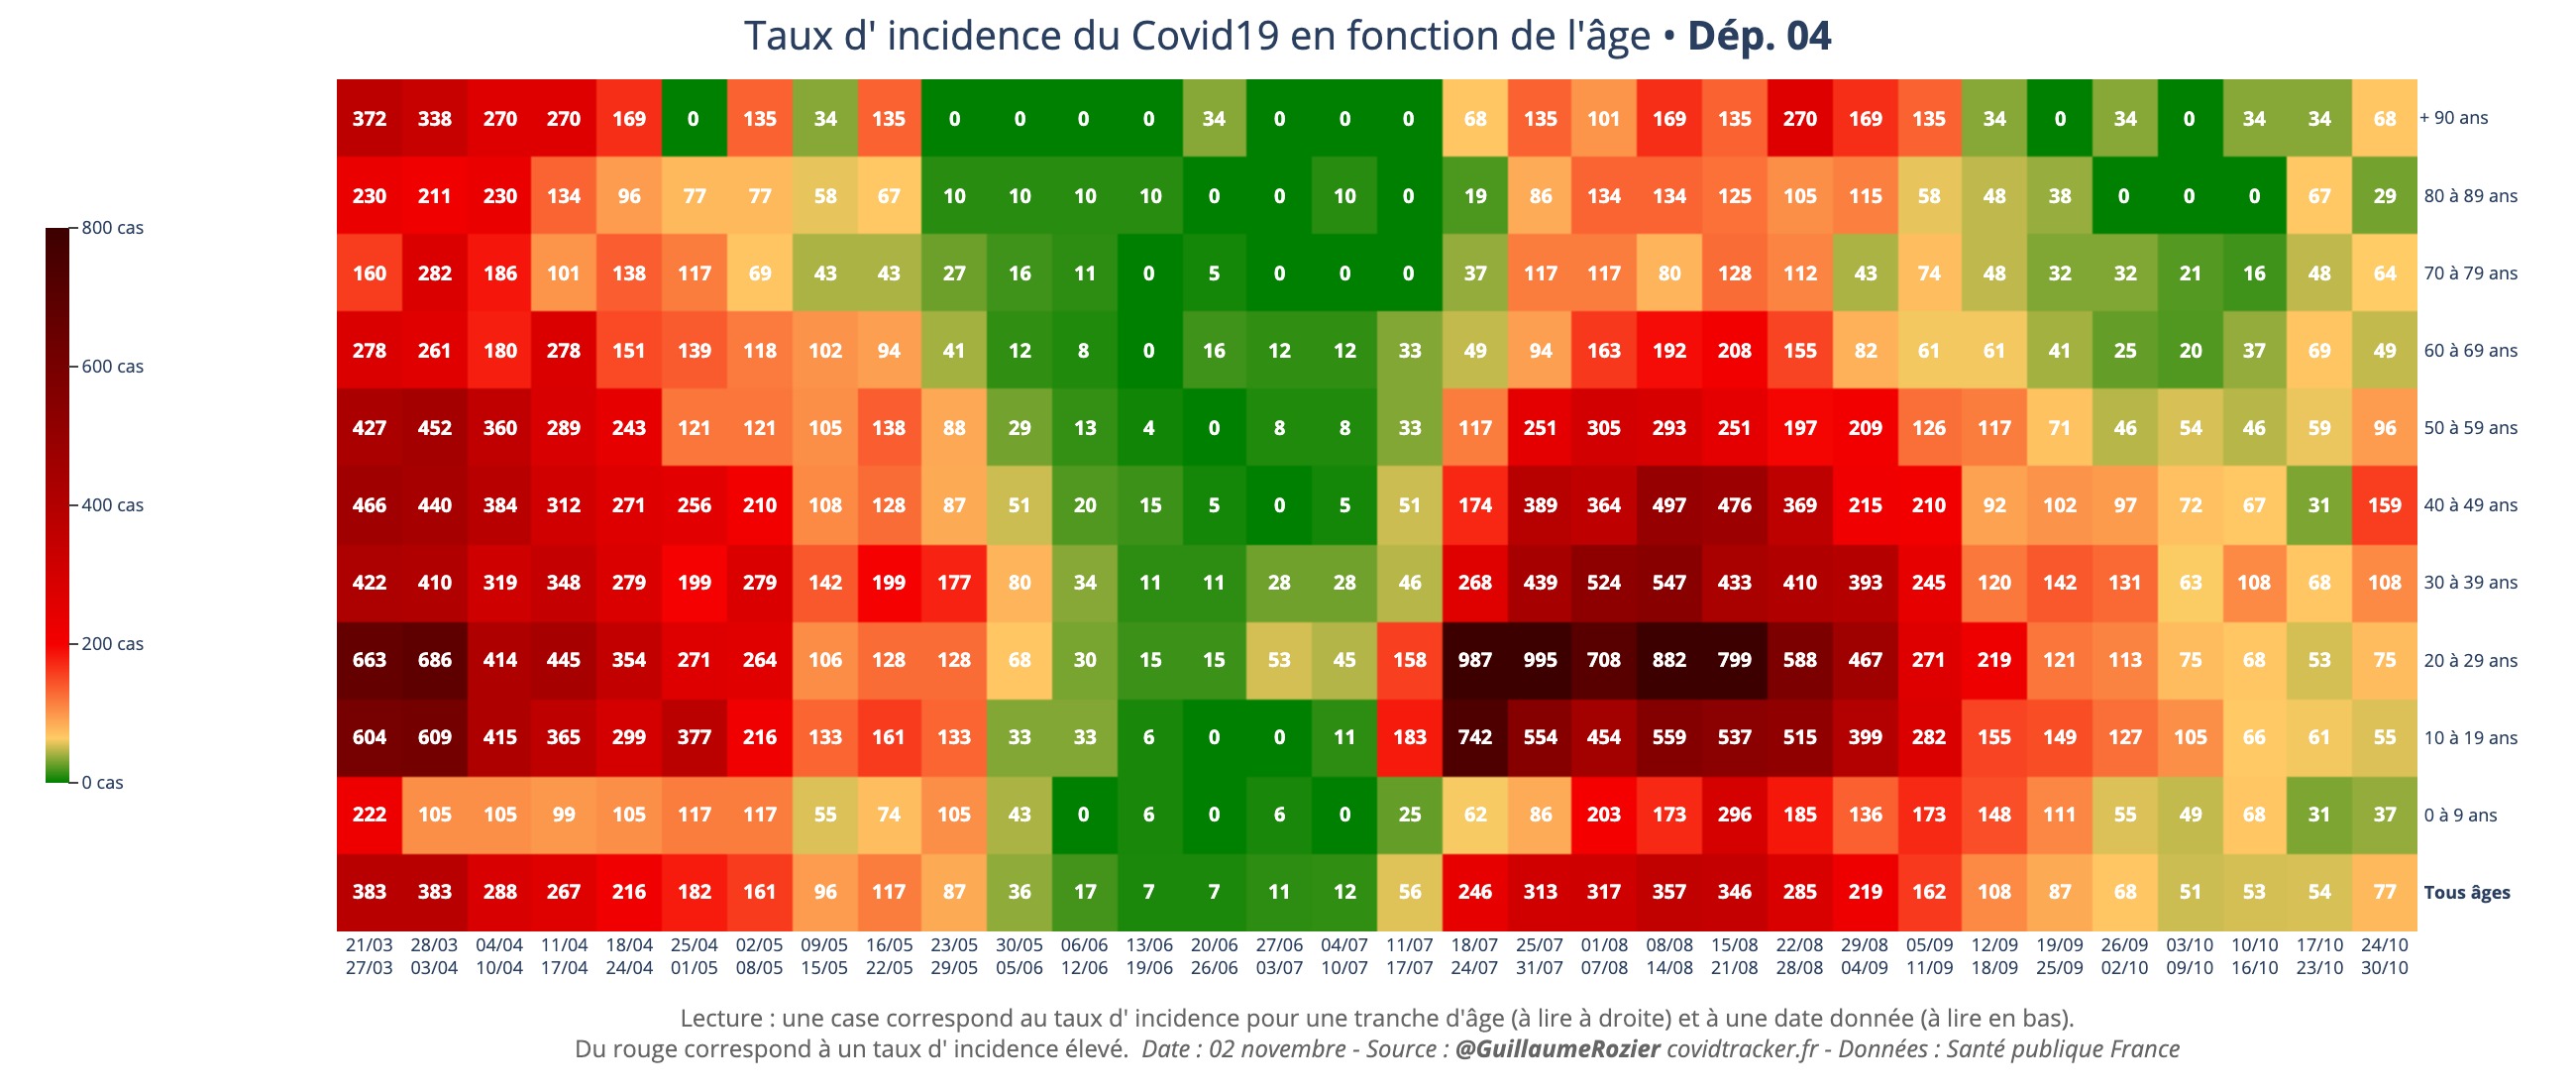 Taux d' incidence du Covid19 en fonction de l'âge • Dép. 04
800 cas
600 cas
400 cas
200 cas
0 cas
372 338 270 270 169 0 135 34 135 0 0 0 0 34 0 0 0 68 135 101 169 135 270 169 135 34 0 34 0 34 34 68 + 90 ans
230 211 230 134 96 77 77 58 67 10 10 10 10 0 0 10 0 19 86 134 134 125 105 115 58 48 38 0 0 0 67 29 80 à 89 ans
160 282 186 101 138 117 69 43 43 27 16 11 0 5 0 0 0 37 117 117 80 128 112 43 74 48 32 32 21 16 48 64 70 à 79 ans
278 261 180 278 151 139 118 102 94 41 12 8 0 16 12 12 33 49 94 163 192 208 155 82 61 61 41 25 20 37 69 49 60 à 69 ans
427 452 360 289 243 121 121 105 138 88 29 13 4 0 8 8 33 117 251 305 293 251 197 209 126 117 71 46 54 46 59 96 50 à 59 ans
466 440 384 312 271 256 210 108 128 87 51 20 15 5 0 5 51 174 389 364 497 476 369 215 210 92 102 97 72 67 31 159 40 à 49 ans
422 410 319 348 279 199 279 142 199 177 80 34 11 11 28 28 46 268 439 524 547 433 410 393 245 120 142 131 63 108 68 108 30 à 39 ans
663 686 414 445 354 271 264 106 128 128 68 30 15 15 53 45 158 987 995 708 882 799 588 467 271 219 121 113 75 68 53 75 20 à 29 ans
604 609 415 365 299 377 216 133 161 133 33 33 6 0 0 11 183 742 554 454 559 537 515 399 282 155 149 127 105 66 61 55 10 à 19 ans
222 105 105 99 105 117 117 55 74 105 43 0 6 0 6 0 25 62 86 203 173 296 185 136 173 148 111 55 49 68 31 37 0 à 9 ans
383 383 288 267 216 182 161 96 117 87 36 17 7 7 11 12 56 246 313 317 357 346 285 219 162 108 87 68 51 53 54 77 Tous âges
21/03 28/03 04/04 11/04 18/04 25/04 02/05 09/05 16/05 23/05 30/05 06/06 13/06 20/06 27/06 04/07 11/07 18/07 25/07 01/08 08/08 15/08 22/08 29/08 05/09 12/09 19/09 26/09 03/10 10/10 17/10 24/10
27/03 03/04 10/04 17/04 24/04 01/05 08/05 15/05 22/05 29/05 05/06 12/06 19/06 26/06 03/07 10/07 17/07 24/07 31/07 07/08 14/08 21/08 28/08 04/09 11/09 18/09 25/09 02/10 09/10 16/10 23/10 30/10
Lecture : une case correspond au taux d' incidence pour une tranche d'âge (à lire à droite) et à une date donnée (à lire en bas).
Du rouge correspond à un taux d' incidence élevé. Date : 02 novembre - Source : @GuillaumeRozier covidtracker.fr - Données : Santé publique France